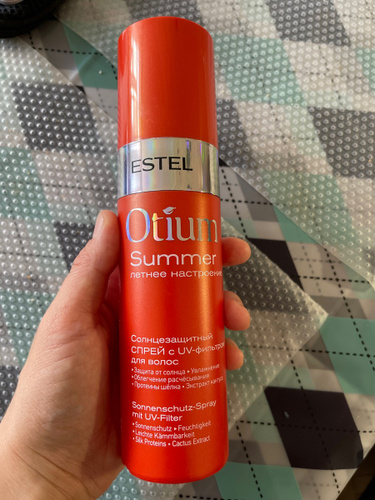 ESTEL
Otium
Summer
летнее настроение
Солнцезащитный
СПРЕЙ с UV-фильтром
для волос
• Защита от солнца • Увлажнение
• Облегчение расчёсывания
• Протеины шёлка • Экстракт кактуса
Sonnenschutz-Spray
mit UV-Filter
• Sonnenschutz • Feuchtigkeit
• Leichte Kämmbarkeit
• Silk Proteins • Cactus Extract